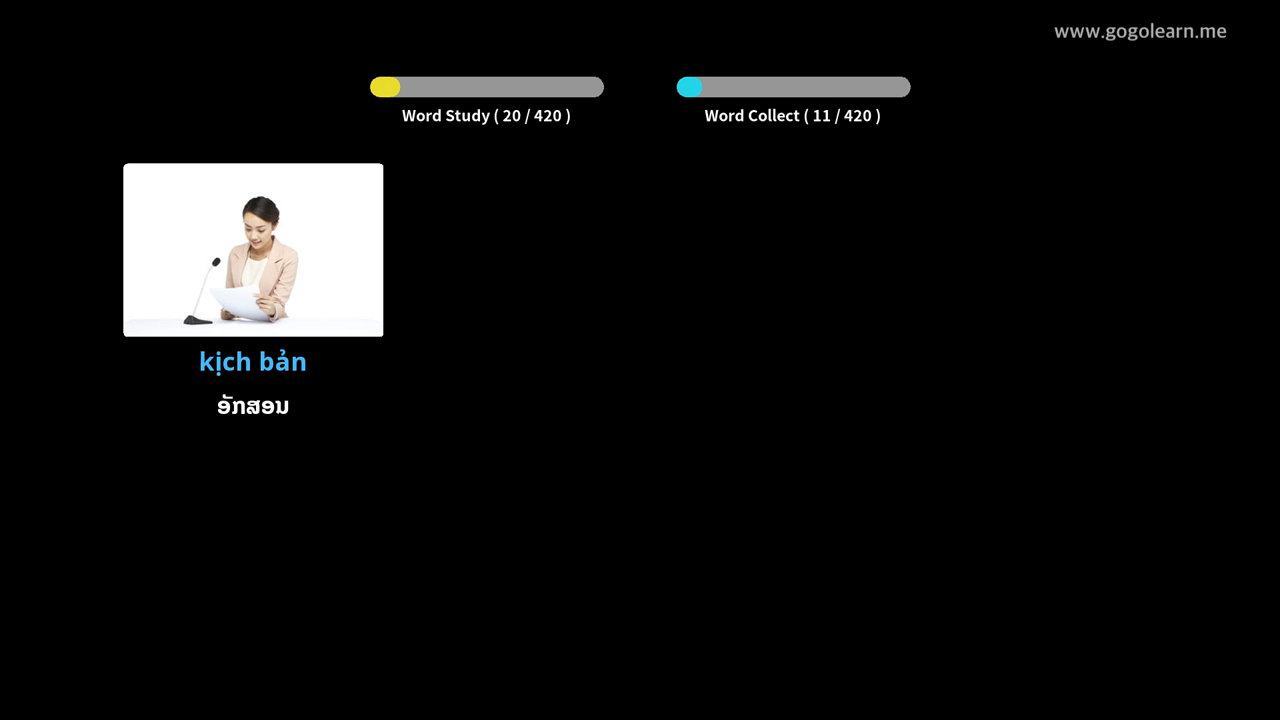 www.gogolearn.me
Word Study ( 20 / 420 )
Word Collect ( 11 / 420 )
kịch bản
ອັກສອນ